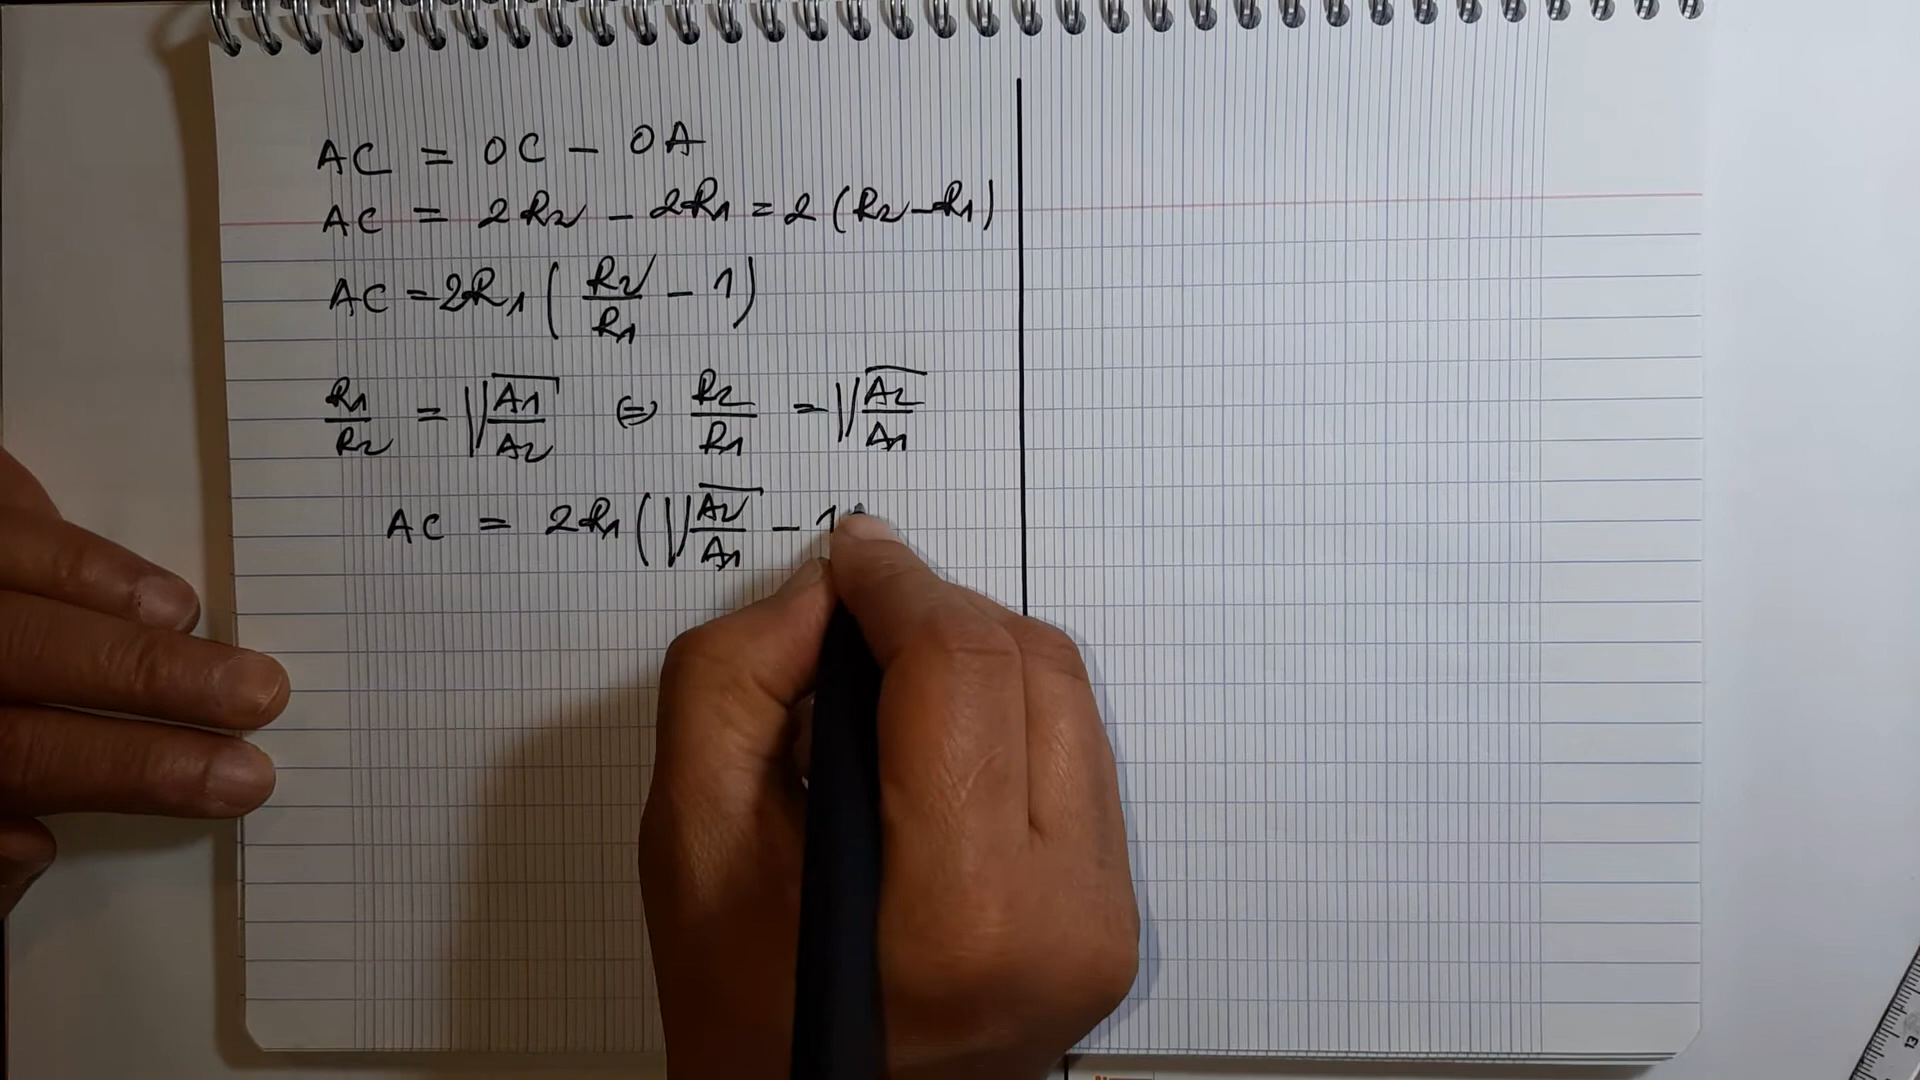 AC = OC - OA
AC = 2R2 - 2R1 = 2(R2-R1)
AC = 2R1(R2/R1 - 1)
R1/R2 = √(A1/A2) ⇔ R2/R1 = √(A2/A1)
AC = 2R1(√(A2/A1) - 1
13